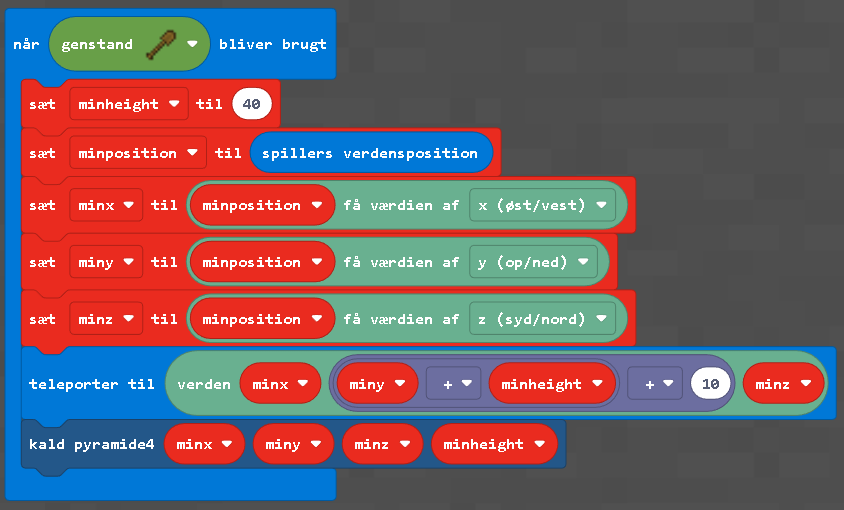 når genstand bliver brugt
sæt minheight til 40
sæt minposition til spillers verdensposition
sæt minx til minposition få værdien af x (øst/vest)
sæt miny til minposition få værdien af y (op/ned)
sæt minz til minposition få værdien af z (syd/nord)
teleporter til verden minx miny + minheight + 10 minz
kald pyramide4 minx miny minz minheight